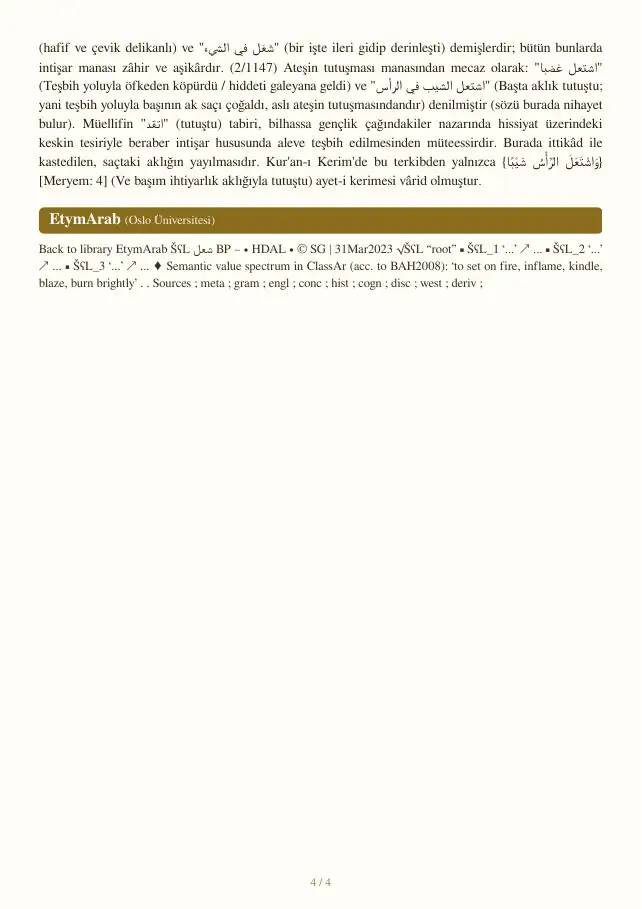 (hafif ve çevik delikanlı) ve "شغل في الشيء" (bir işte ileri gidip derinleşti) demişlerdir; bütün bunlarda
intişar manası zâhir ve aşikârdır. (2/1147) Ateşin tutuşması manasından mecaz olarak: "اشتعل غضبا"
(Teşbih yoluyla öfkeden köpürdü / hiddeti galeyana geldi) ve "اشتعل الشيب في الرأس" (Başta aklık tutuştu;
yani teşbih yoluyla başının ak saçı çoğaldı, aslı ateşin tutuşmasındandır) denilmiştir (sözü burada nihayet
bulur). Müellifin "اتقد" (tutuştu) tabiri, bilhassa gençlik çağındakiler nazarında hissiyat üzerindeki
keskin tesiriyle beraber intişar hususunda aleve teşbih edilmesinden müteessirdir. Burada ittikâd ile
kastedilen, saçtaki aklığın yayılmasıdır. Kur'an-ı Kerim'de bu terkibden yalnızca {وَاشْتَعَلَ الرَّأْسُ شَيْبًا}
[Meryem: 4] (Ve başım ihtiyarlık aklığıyla tutuştu) ayet-i kerimesi vârid olmuştur.
EtymArab (Oslo Üniversitesi)
Back to library EtymArab ŠʕL شعل BP – • HDAL • © SG | 31Mar2023 √ŠʕL “root” ▪ ŠʕL_1 ‘...’ ↗ ... ▪ ŠʕL_2 ‘...’
↗ ... ▪ ŠʕL_3 ‘...’ ↗ ... ♦ Semantic value spectrum in ClassAr (acc. to BAH2008): ‘to set on fire, inflame, kindle,
blaze, burn brightly’ . . Sources ; meta ; gram ; engl ; conc ; hist ; cogn ; disc ; west ; deriv ;
4 / 4